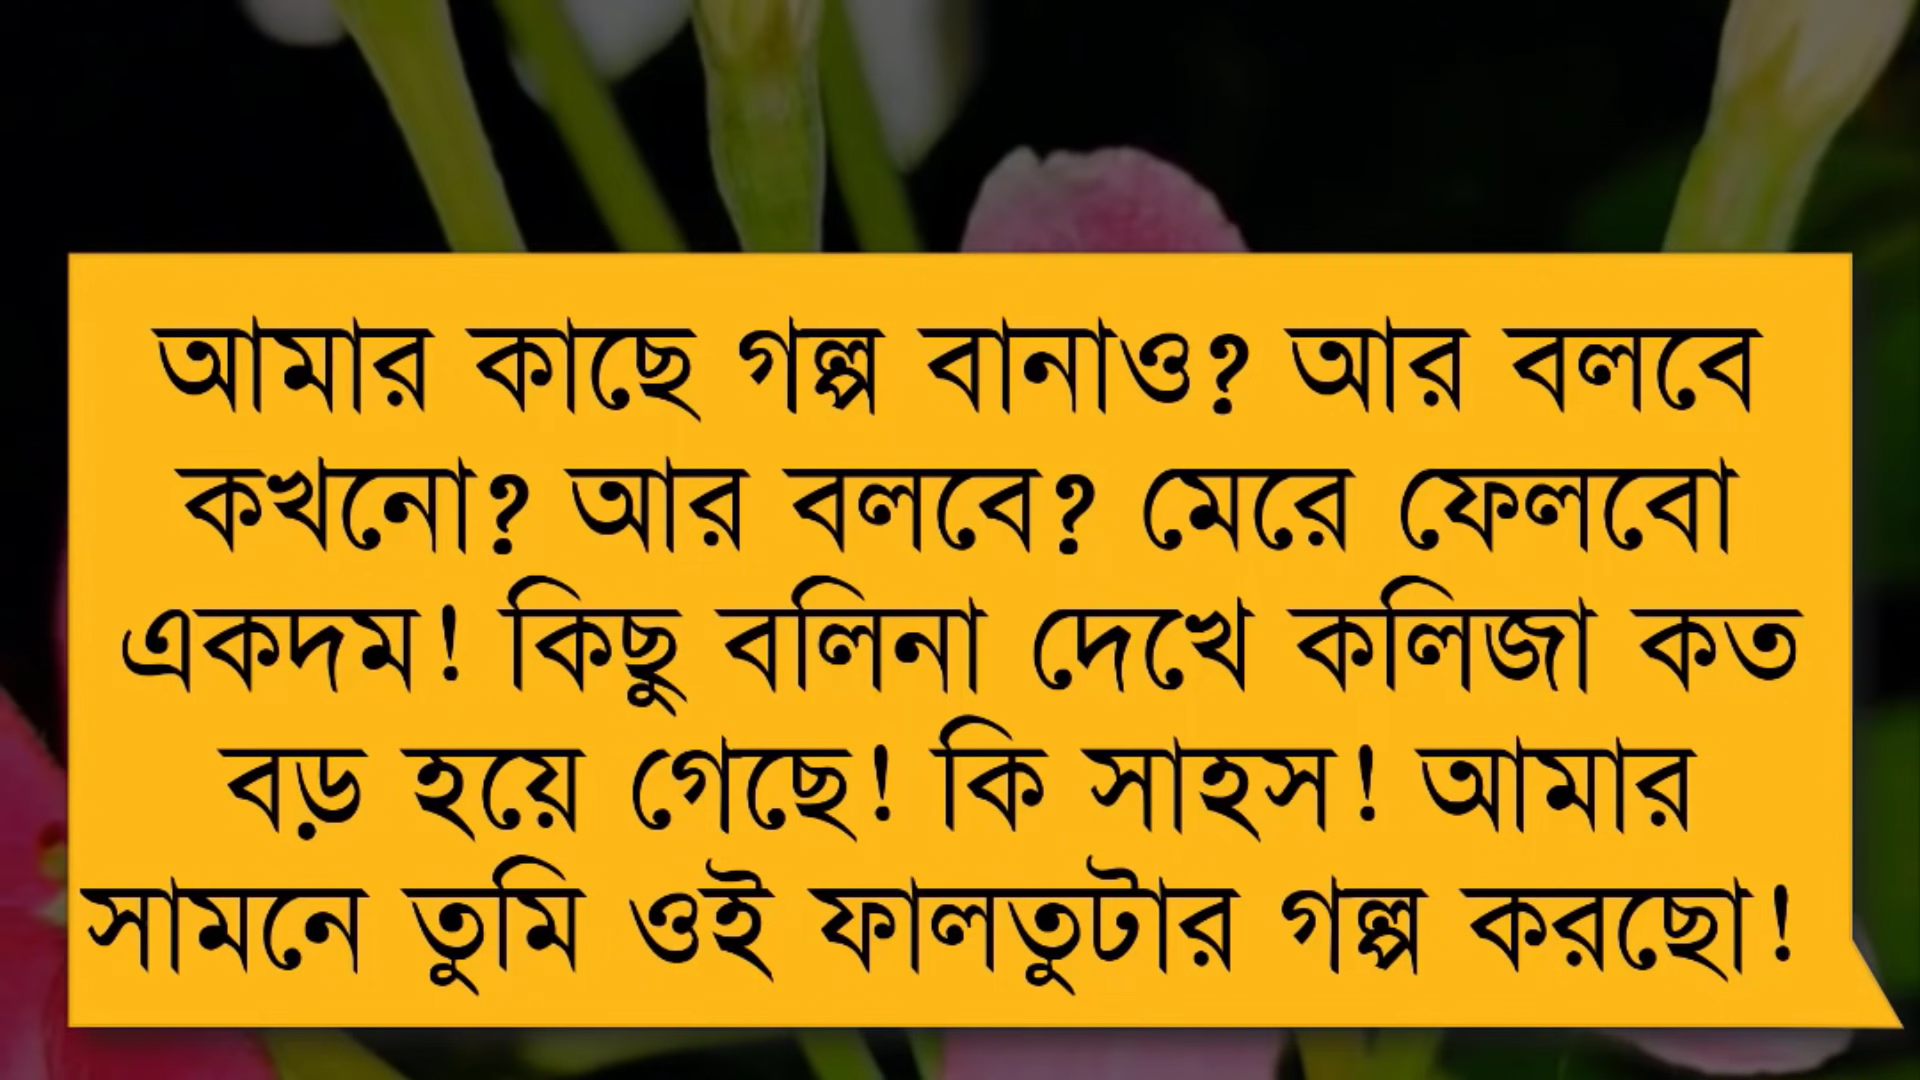 আমার কাছে গল্প বানাও? আর বলবে
কখনো? আর বলবে? মেরে ফেলবো
একদম! কিছু বলিনা দেখে কলিজা কত
বড় হয়ে গেছে! কি সাহস! আমার
সামনে তুমি ওই ফালতুটার গল্প করছো!